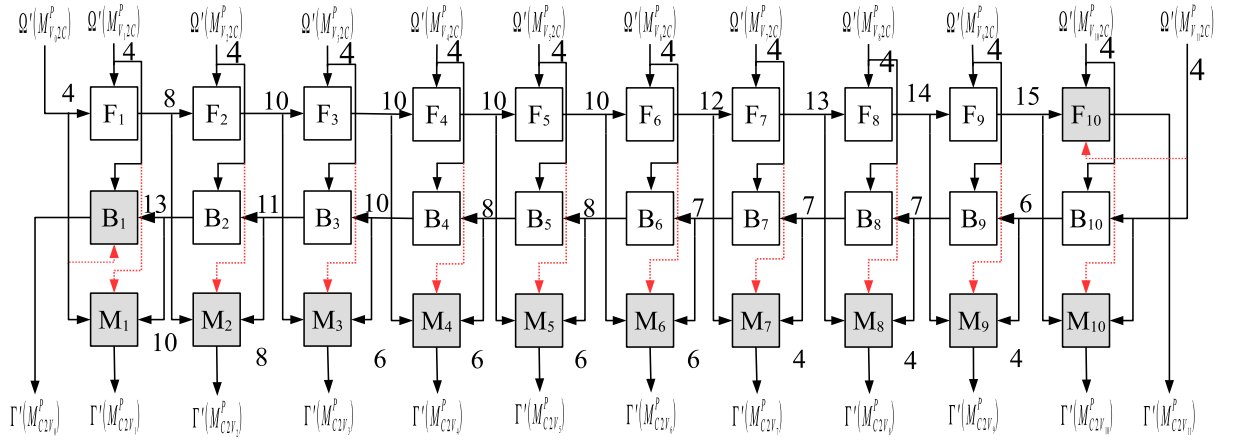 Ω'(M^P_{V_0 2C}) Ω'(M^P_{V_1 2C}) Ω'(M^P_{V_2 2C}) Ω'(M^P_{V_3 2C}) Ω'(M^P_{V_4 2C}) Ω'(M^P_{V_5 2C}) Ω'(M^P_{V_6 2C}) Ω'(M^P_{V_7 2C}) Ω'(M^P_{V_8 2C}) Ω'(M^P_{V_9 2C}) Ω'(M^P_{V_10 2C}) Ω'(M^P_{V_11 2C})
4 4 4 4 4 4 4 4 4 4 4
4 8 10 10 10 10 12 13 14 15
F₁ F₂ F₃ F₄ F₅ F₆ F₇ F₈ F₉ F₁₀
13 11 10 8 8 7 7 7 6
B₁ B₂ B₃ B₄ B₅ B₆ B₇ B₈ B₉ B₁₀
M₁ M₂ M₃ M₄ M₅ M₆ M₇ M₈ M₉ M₁₀
10 8 6 6 6 6 4 4 4
Γ'(M^P_{C2V_0}) Γ'(M^P_{C2V_1}) Γ'(M^P_{C2V_2}) Γ'(M^P_{C2V_3}) Γ'(M^P_{C2V_4}) Γ'(M^P_{C2V_5}) Γ'(M^P_{C2V_6}) Γ'(M^P_{C2V_7}) Γ'(M^P_{C2V_8}) Γ'(M^P_{C2V_9}) Γ'(M^P_{C2V_10}) Γ'(M^P_{C2V_11})